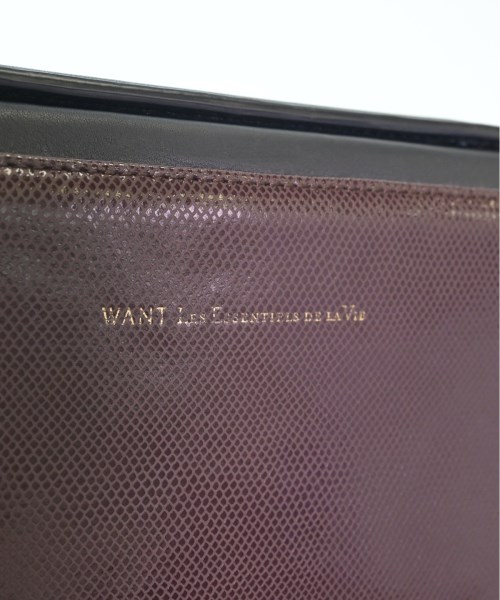 WANT LES ESSENTIELS DE LA VIE